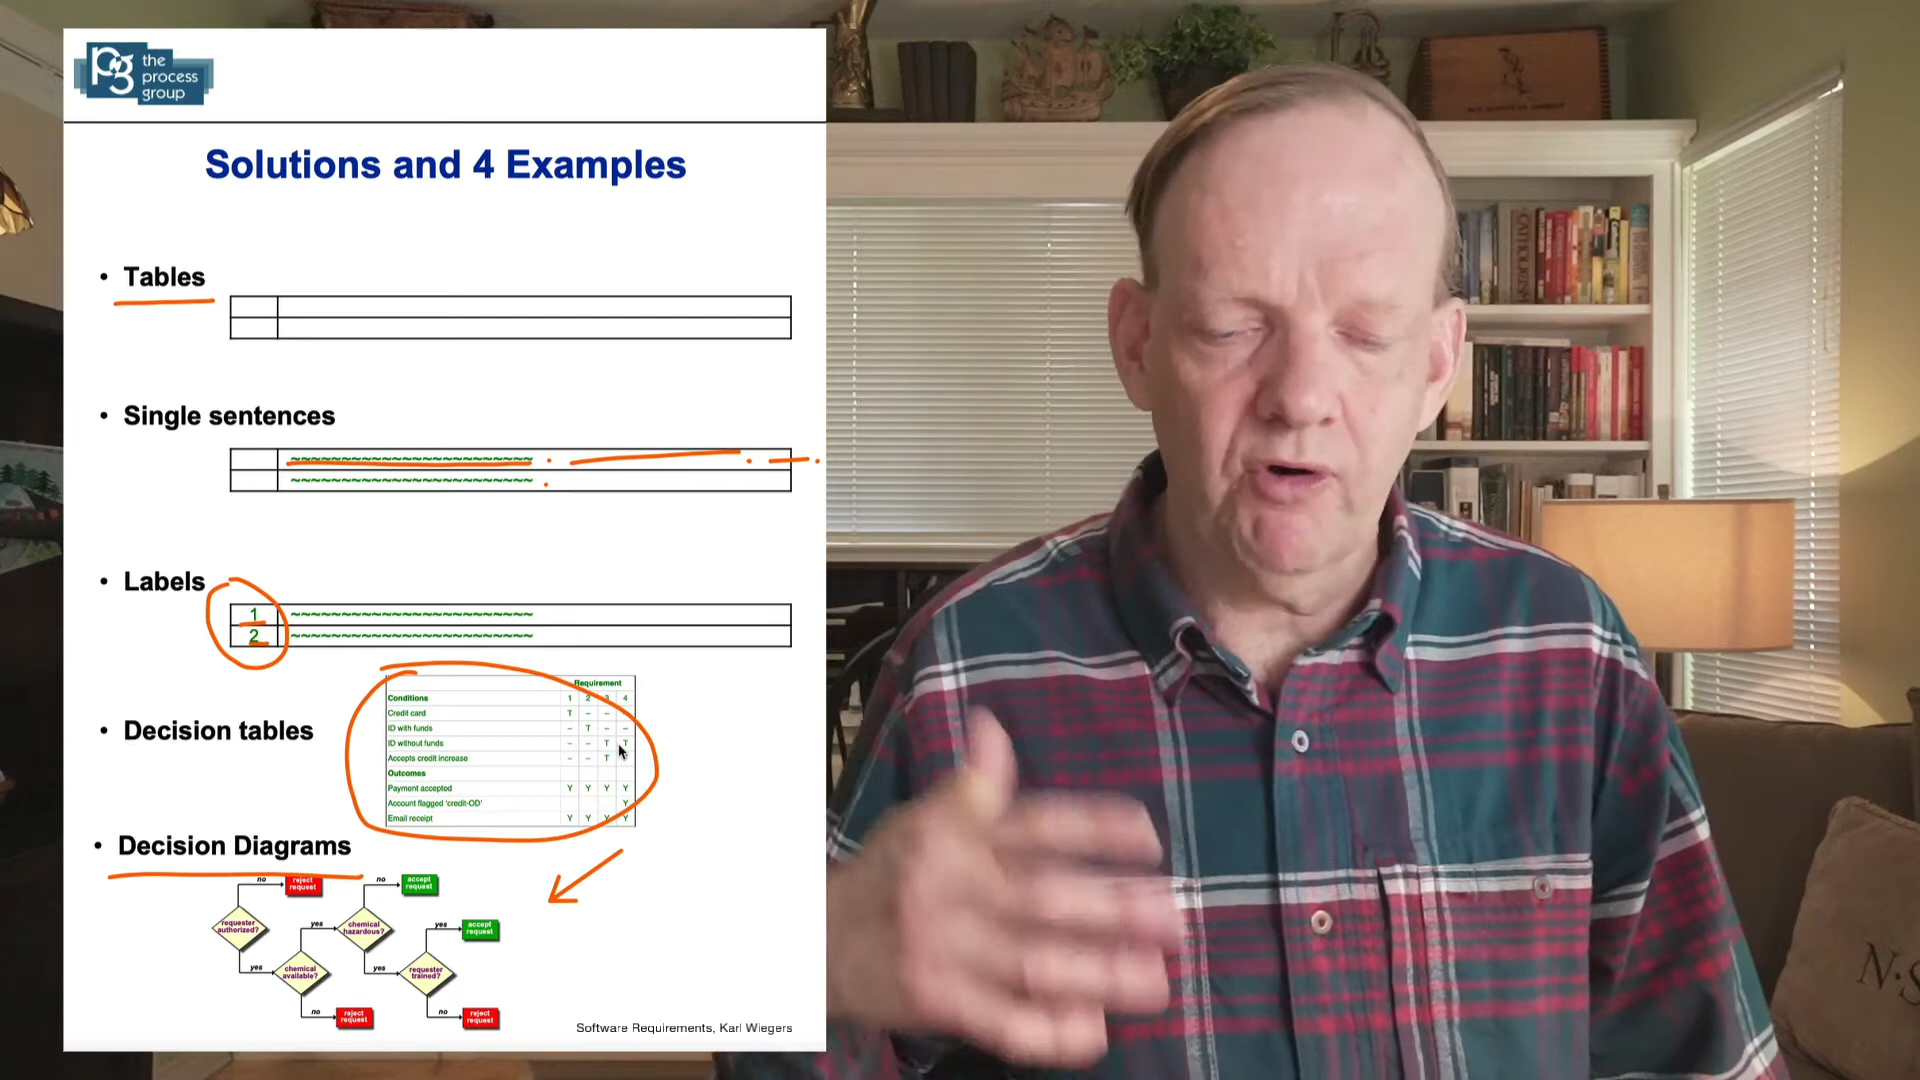 the
process
group
pg
Solutions and 4 Examples
• Tables
• Single sentences
~~~~~~~~~~~~~~~~~~~~~~~~
~~~~~~~~~~~~~~~~~~~~~~~~
• Labels
1 ~~~~~~~~~~~~~~~~~~~~~~~~
2 ~~~~~~~~~~~~~~~~~~~~~~~~
• Decision tables
Requirement
Conditions 1 2 3 4
Credit card T – – –
ID with funds – T – –
ID without funds – – T T
Accepts credit increase – – T
Outcomes
Payment accepted Y Y Y Y
Account flagged 'credit-OD' Y
Email receipt Y Y Y Y
• Decision Diagrams
no
reject
request
no
accept
request
requester
authorized?
yes
chemical
hazardous?
yes
accept
request
yes
chemical
available?
yes
requester
trained?
no
reject
request
no
reject
request
Software Requirements, Karl Wiegers
CATHOLICISM
N·S